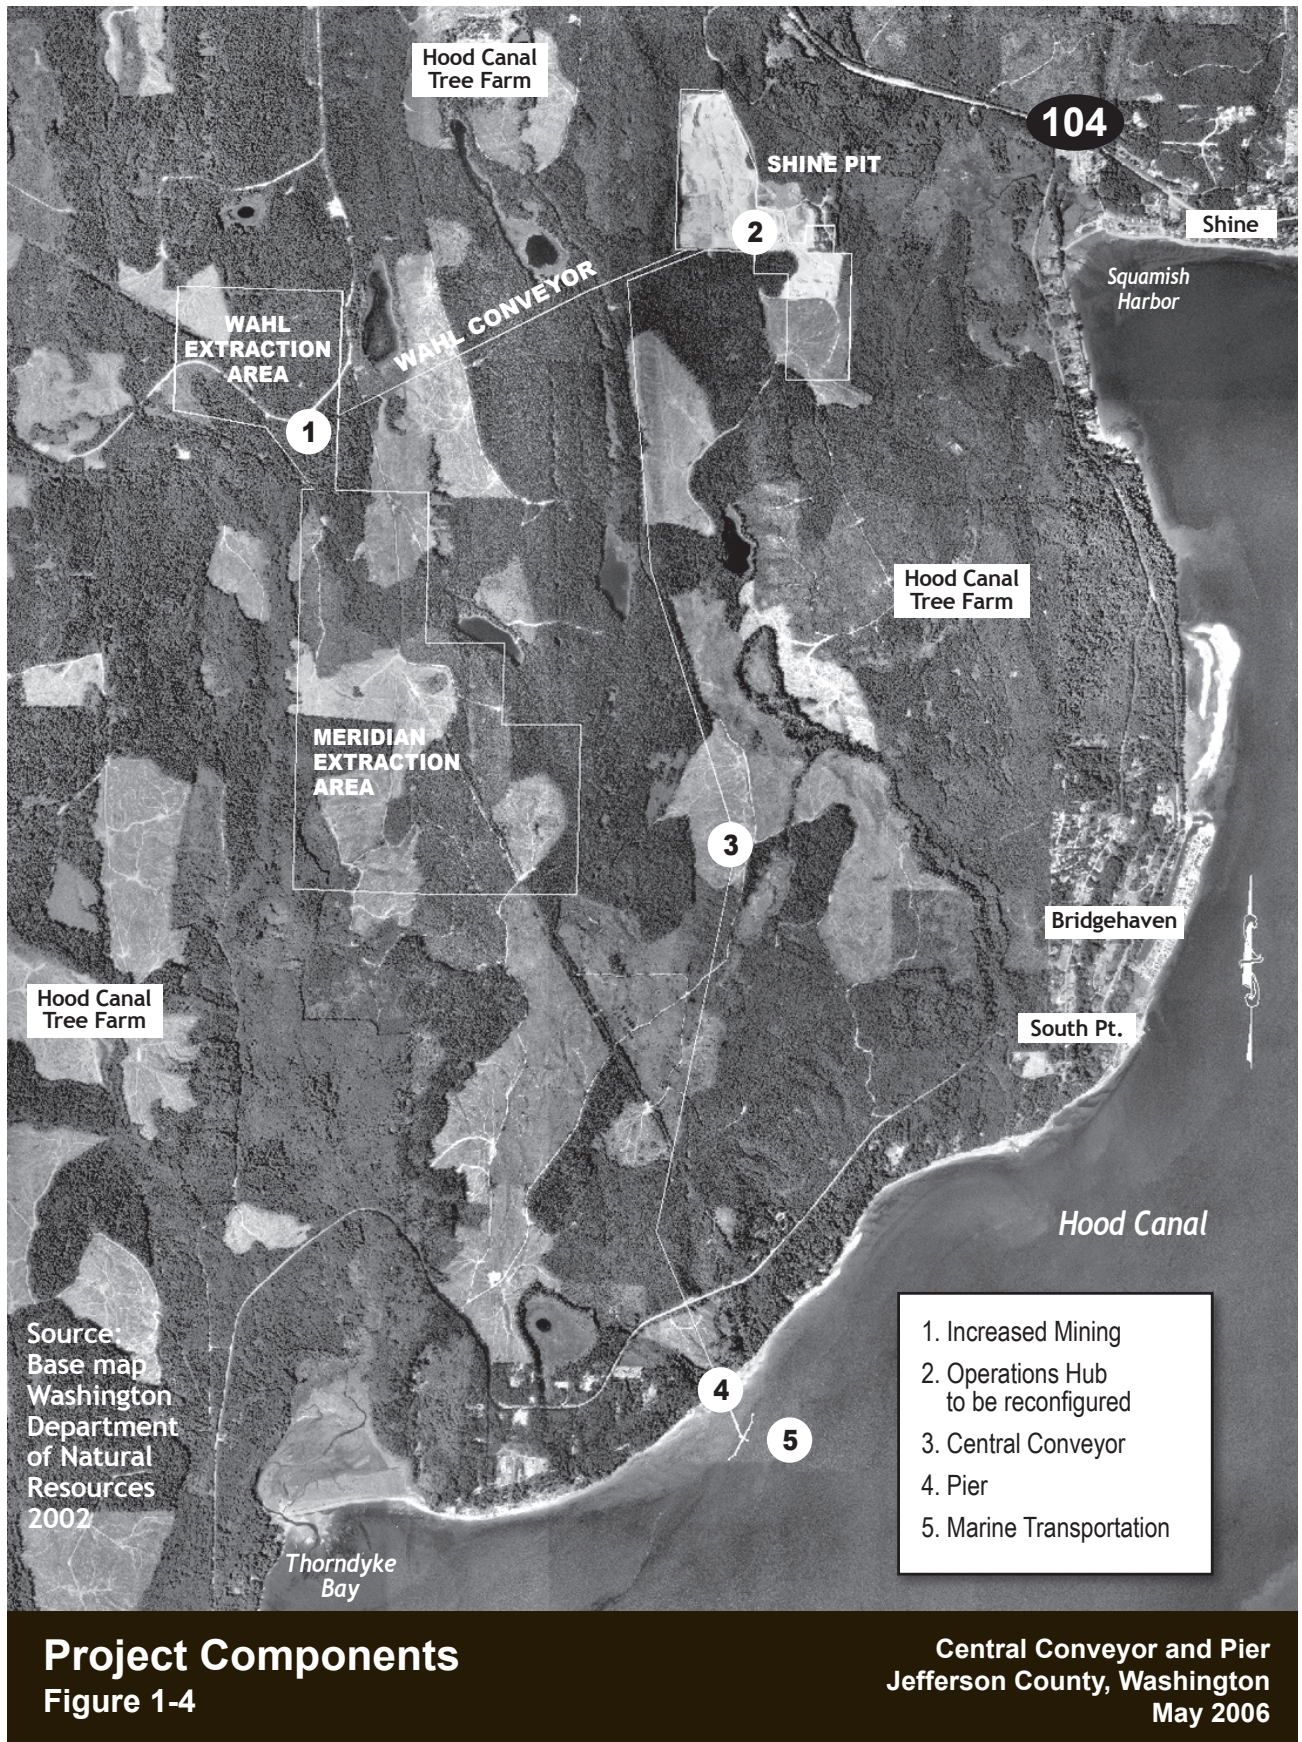 Hood Canal
Tree Farm
104
SHINE PIT
2
Shine
Squamish
Harbor
WAHL CONVEYOR
WAHL
EXTRACTION
AREA
1
Hood Canal
Tree Farm
MERIDIAN
EXTRACTION
AREA
3
Bridgehaven
Hood Canal
Tree Farm
South Pt.
Hood Canal
Source:
Base map
Washington
Department
of Natural
Resources
2002
4
5
1. Increased Mining
2. Operations Hub
to be reconfigured
3. Central Conveyor
4. Pier
5. Marine Transportation
Thorndyke
Bay
Project Components
Figure 1-4
Central Conveyor and Pier
Jefferson County, Washington
May 2006